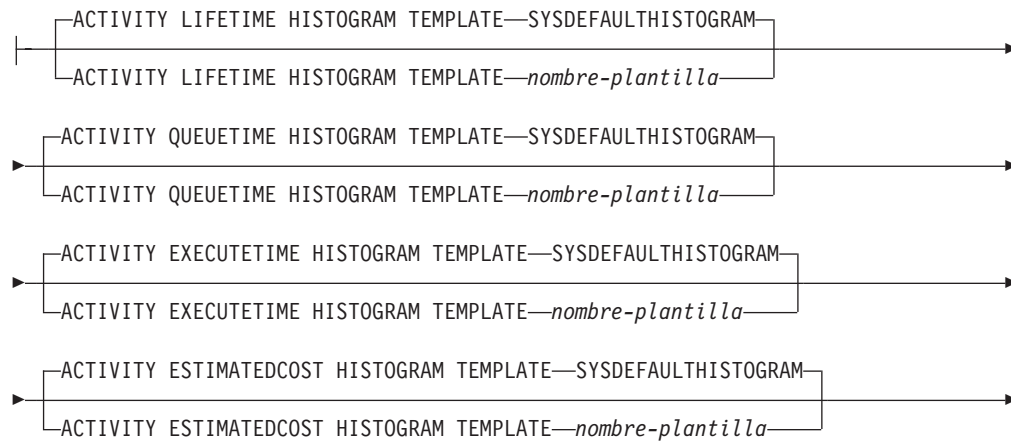 ACTIVITY LIFETIME HISTOGRAM TEMPLATE SYSDEFAULTHISTOGRAM
ACTIVITY LIFETIME HISTOGRAM TEMPLATE nombre-plantilla
ACTIVITY QUEUETIME HISTOGRAM TEMPLATE SYSDEFAULTHISTOGRAM
ACTIVITY QUEUETIME HISTOGRAM TEMPLATE nombre-plantilla
ACTIVITY EXECUTETIME HISTOGRAM TEMPLATE SYSDEFAULTHISTOGRAM
ACTIVITY EXECUTETIME HISTOGRAM TEMPLATE nombre-plantilla
ACTIVITY ESTIMATEDCOST HISTOGRAM TEMPLATE SYSDEFAULTHISTOGRAM
ACTIVITY ESTIMATEDCOST HISTOGRAM TEMPLATE nombre-plantilla